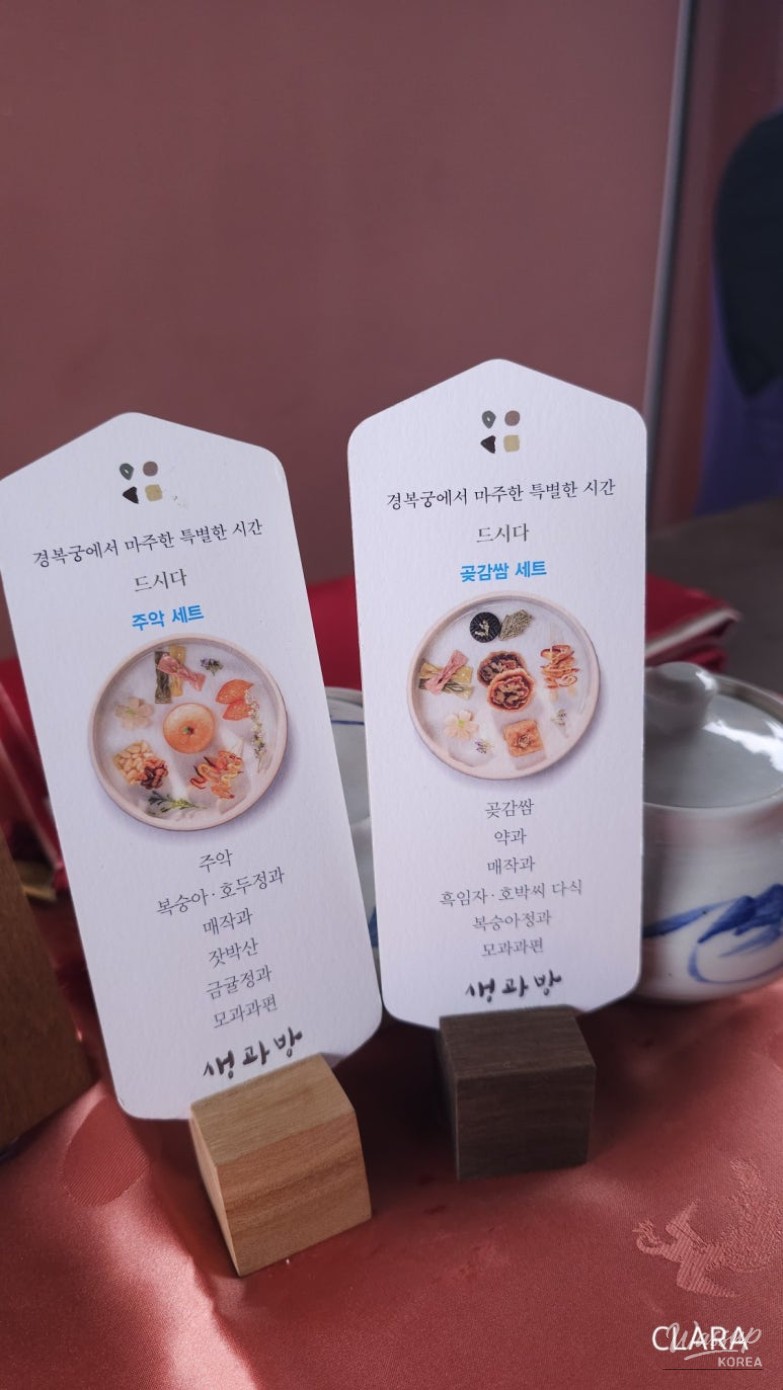 경복궁에서 마주한 특별한 시간
드시다
주악 세트
주악
복숭아·호두정과
매작과
잣박산
금귤정과
모과과편
생과방
경복궁에서 마주한 특별한 시간
드시다
곶감쌈 세트
곶감쌈
약과
매작과
흑임자·호박씨 다식
복숭아정과
모과과편
생과방
CLARA
KOREA